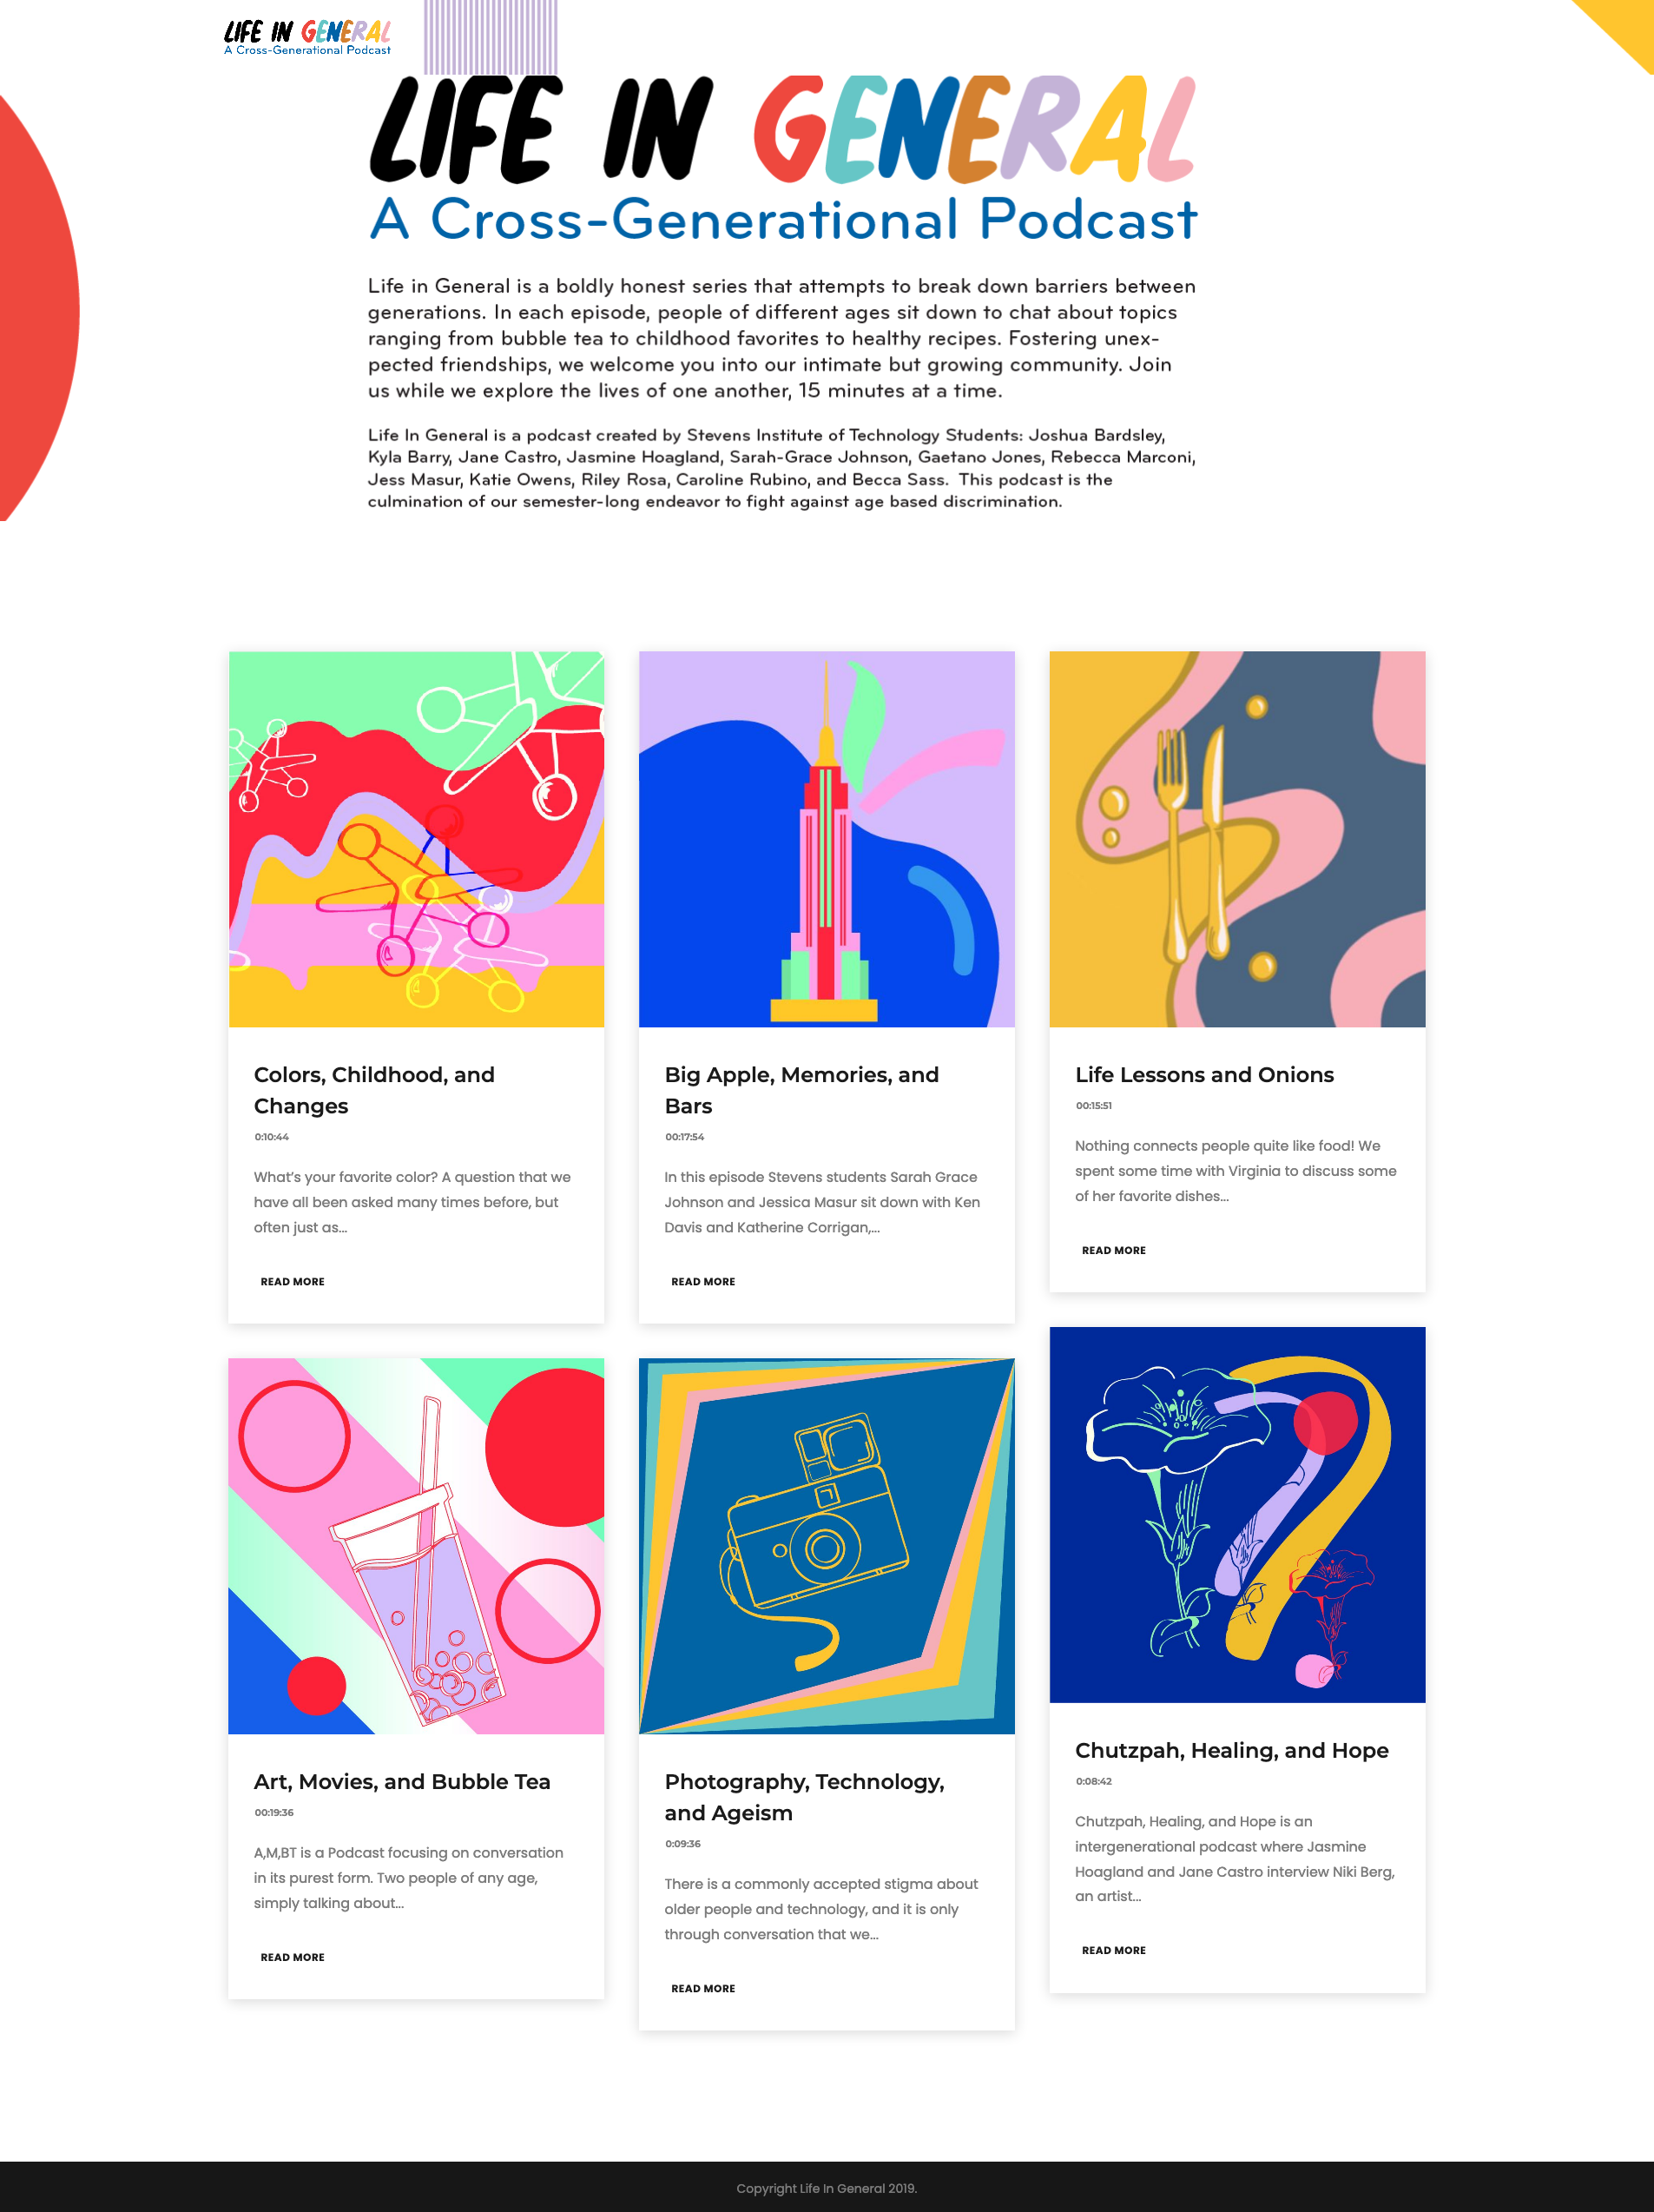 LIFE IN GENERAL
A Cross-Generational Podcast
LIFE IN GENERAL
A Cross-Generational Podcast
Life in General is a boldly honest series that attempts to break down barriers between
generations. In each episode, people of different ages sit down to chat about topics
ranging from bubble tea to childhood favorites to healthy recipes. Fostering unex-
pected friendships, we welcome you into our intimate but growing community. Join
us while we explore the lives of one another, 15 minutes at a time.
Life In General is a podcast created by Stevens Institute of Technology Students: Joshua Bardsley,
Kyla Barry, Jane Castro, Jasmine Hoagland, Sarah-Grace Johnson, Gaetano Jones, Rebecca Marconi,
Jess Masur, Katie Owens, Riley Rosa, Caroline Rubino, and Becca Sass. This podcast is the
culmination of our semester-long endeavor to fight against age based discrimination.
Colors, Childhood, and
Changes
0:10:44
What's your favorite color? A question that we
have all been asked many times before, but
often just as...
READ MORE
Big Apple, Memories, and
Bars
00:17:54
In this episode Stevens students Sarah Grace
Johnson and Jessica Masur sit down with Ken
Davis and Katherine Corrigan,...
READ MORE
Life Lessons and Onions
00:15:51
Nothing connects people quite like food! We
spent some time with Virginia to discuss some
of her favorite dishes...
READ MORE
Art, Movies, and Bubble Tea
00:19:36
A,M,BT is a Podcast focusing on conversation
in its purest form. Two people of any age,
simply talking about...
READ MORE
Photography, Technology,
and Ageism
0:09:36
There is a commonly accepted stigma about
older people and technology, and it is only
through conversation that we...
READ MORE
Chutzpah, Healing, and Hope
0:08:42
Chutzpah, Healing, and Hope is an
intergenerational podcast where Jasmine
Hoagland and Jane Castro interview Niki Berg,
an artist...
READ MORE
Copyright Life In General 2019.